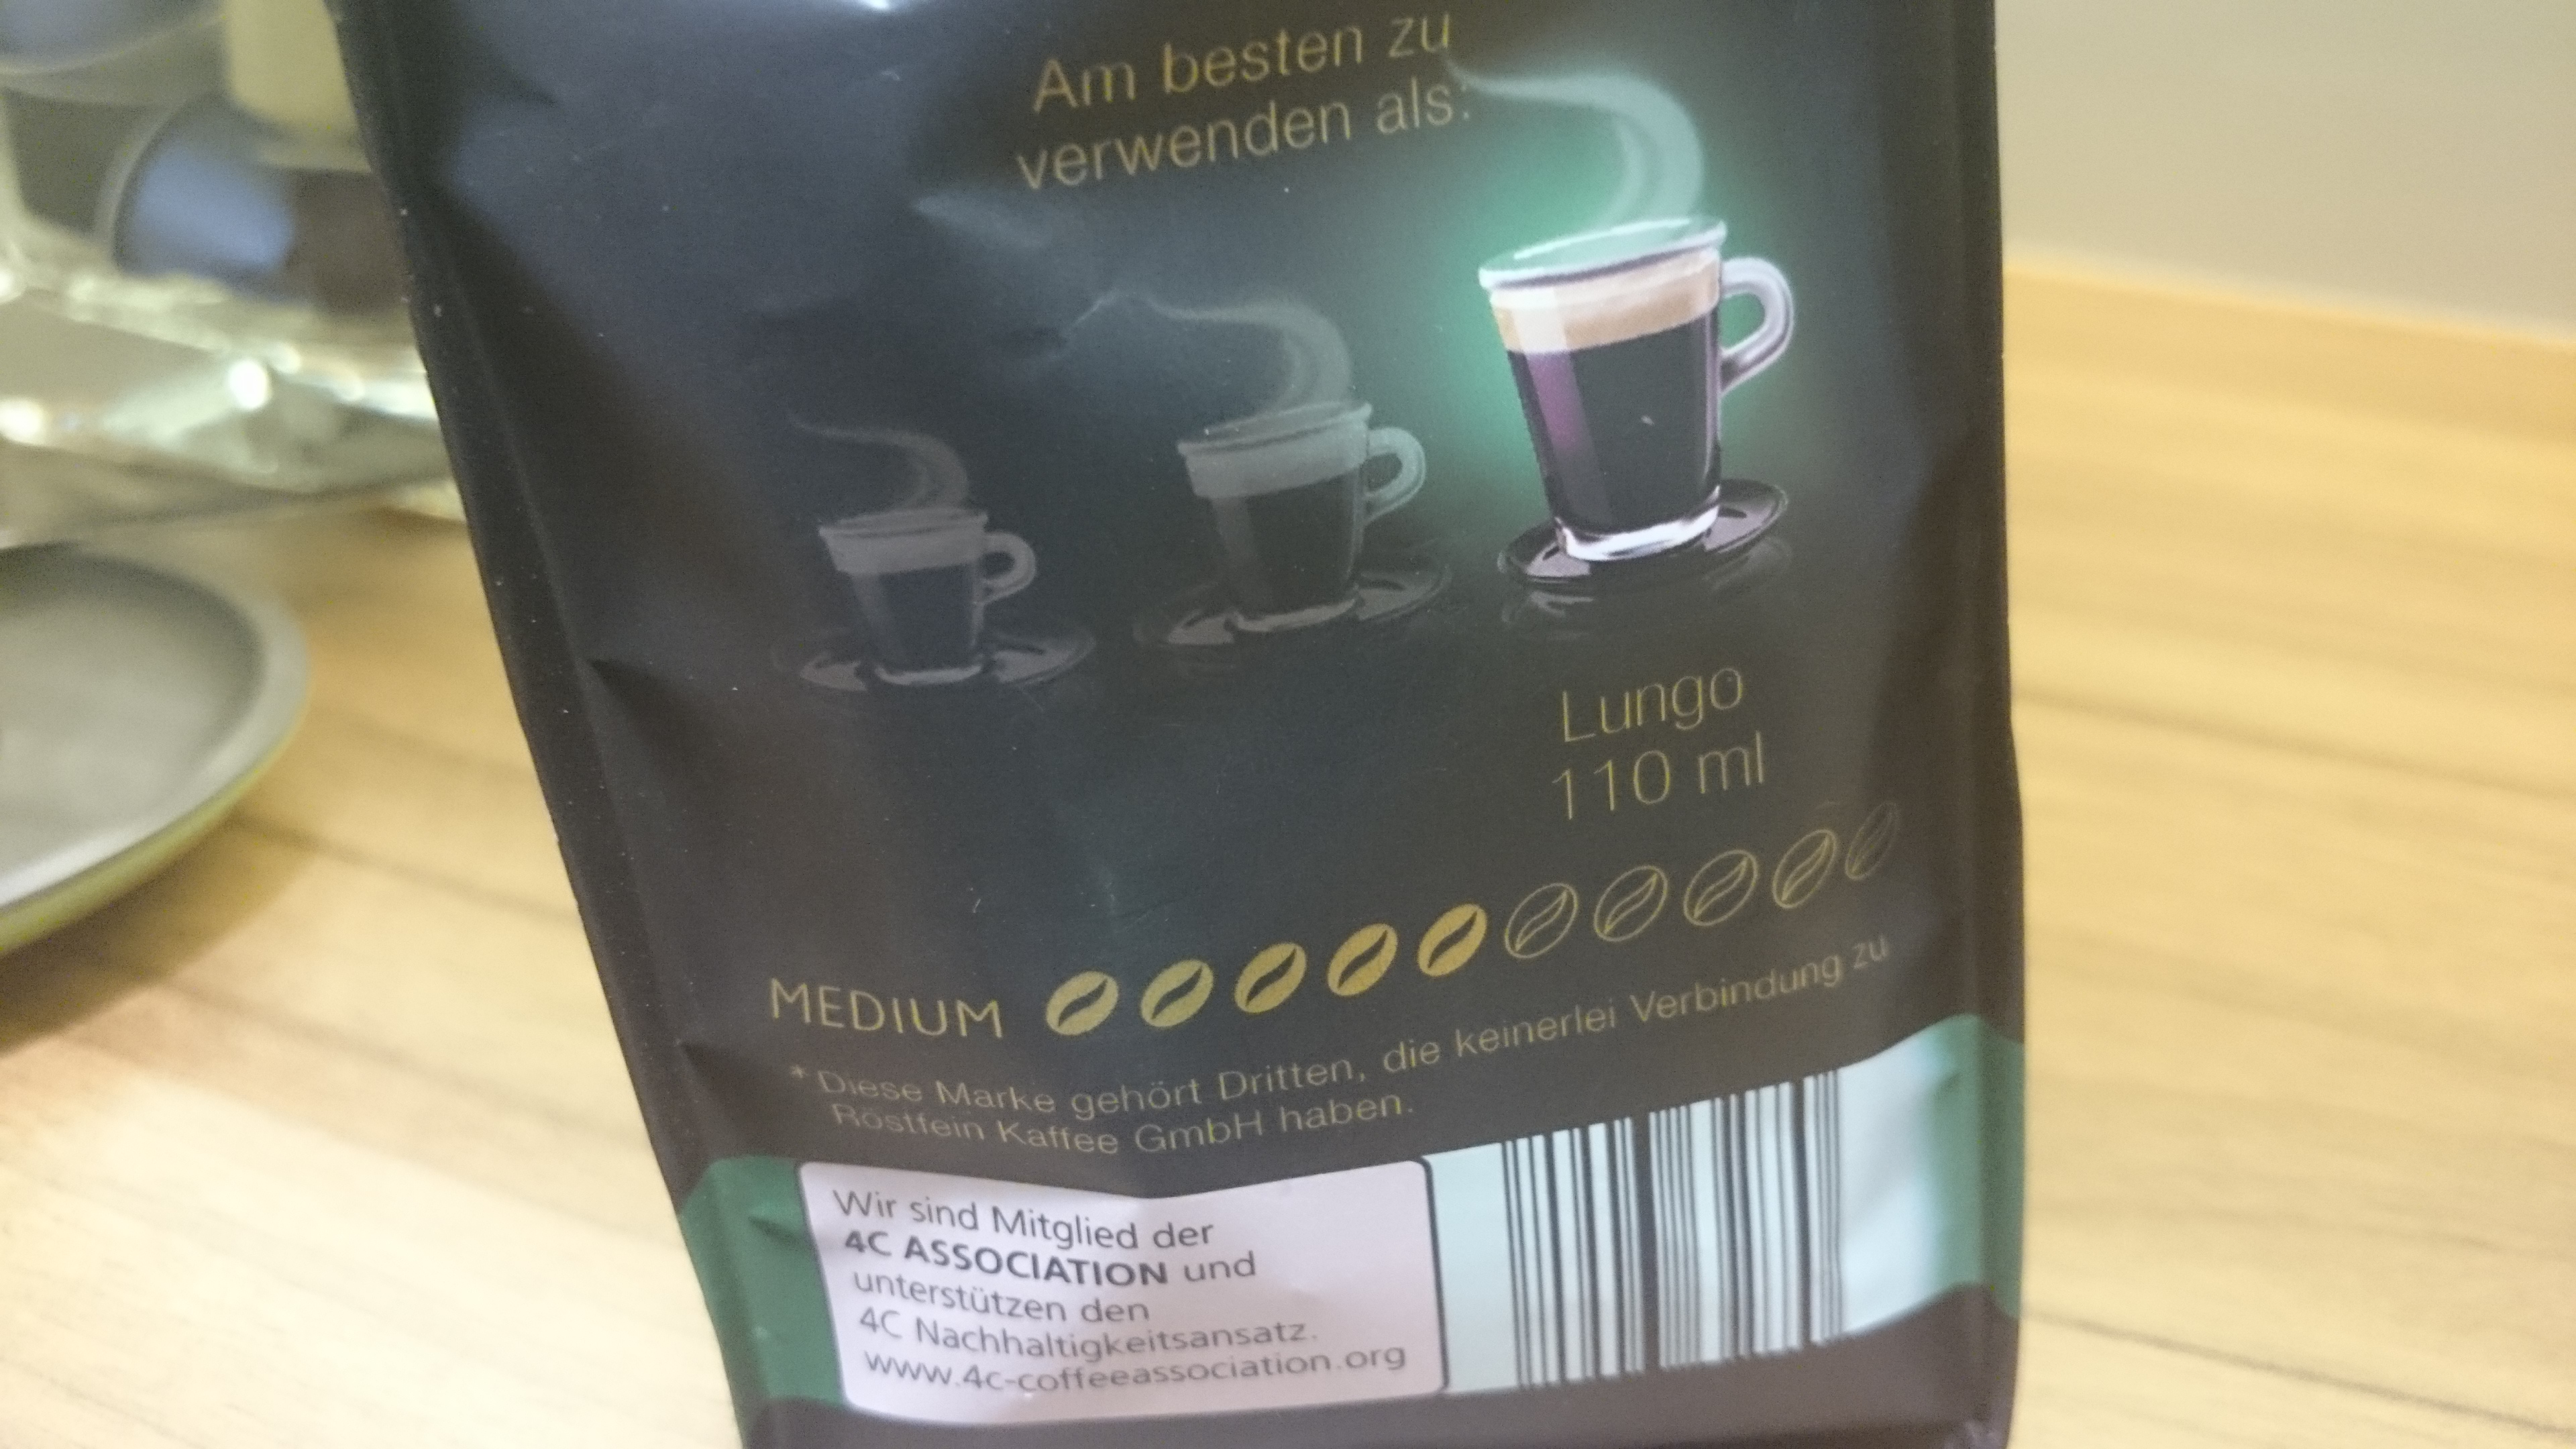 Am besten zu
verwenden als:
Lungo
110 ml
MEDIUM
* Diese Marke gehört Dritten, die keinerlei Verbindung zu
Röstfein Kaffee GmbH haben.
Wir sind Mitglied der
4C ASSOCIATION und
unterstützen den
4C Nachhaltigkeitsansatz.
www.4c-coffeeassociation.org